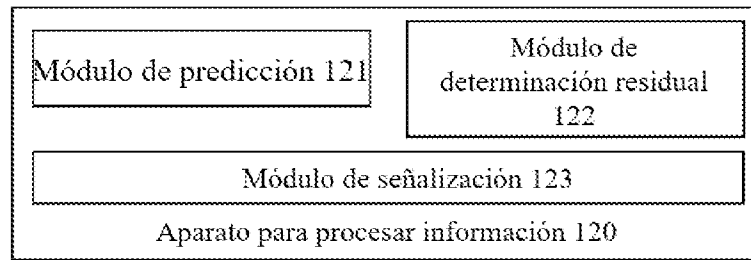 Módulo de predicción 121
Módulo de
determinación residual
122
Módulo de señalización 123
Aparato para procesar información 120